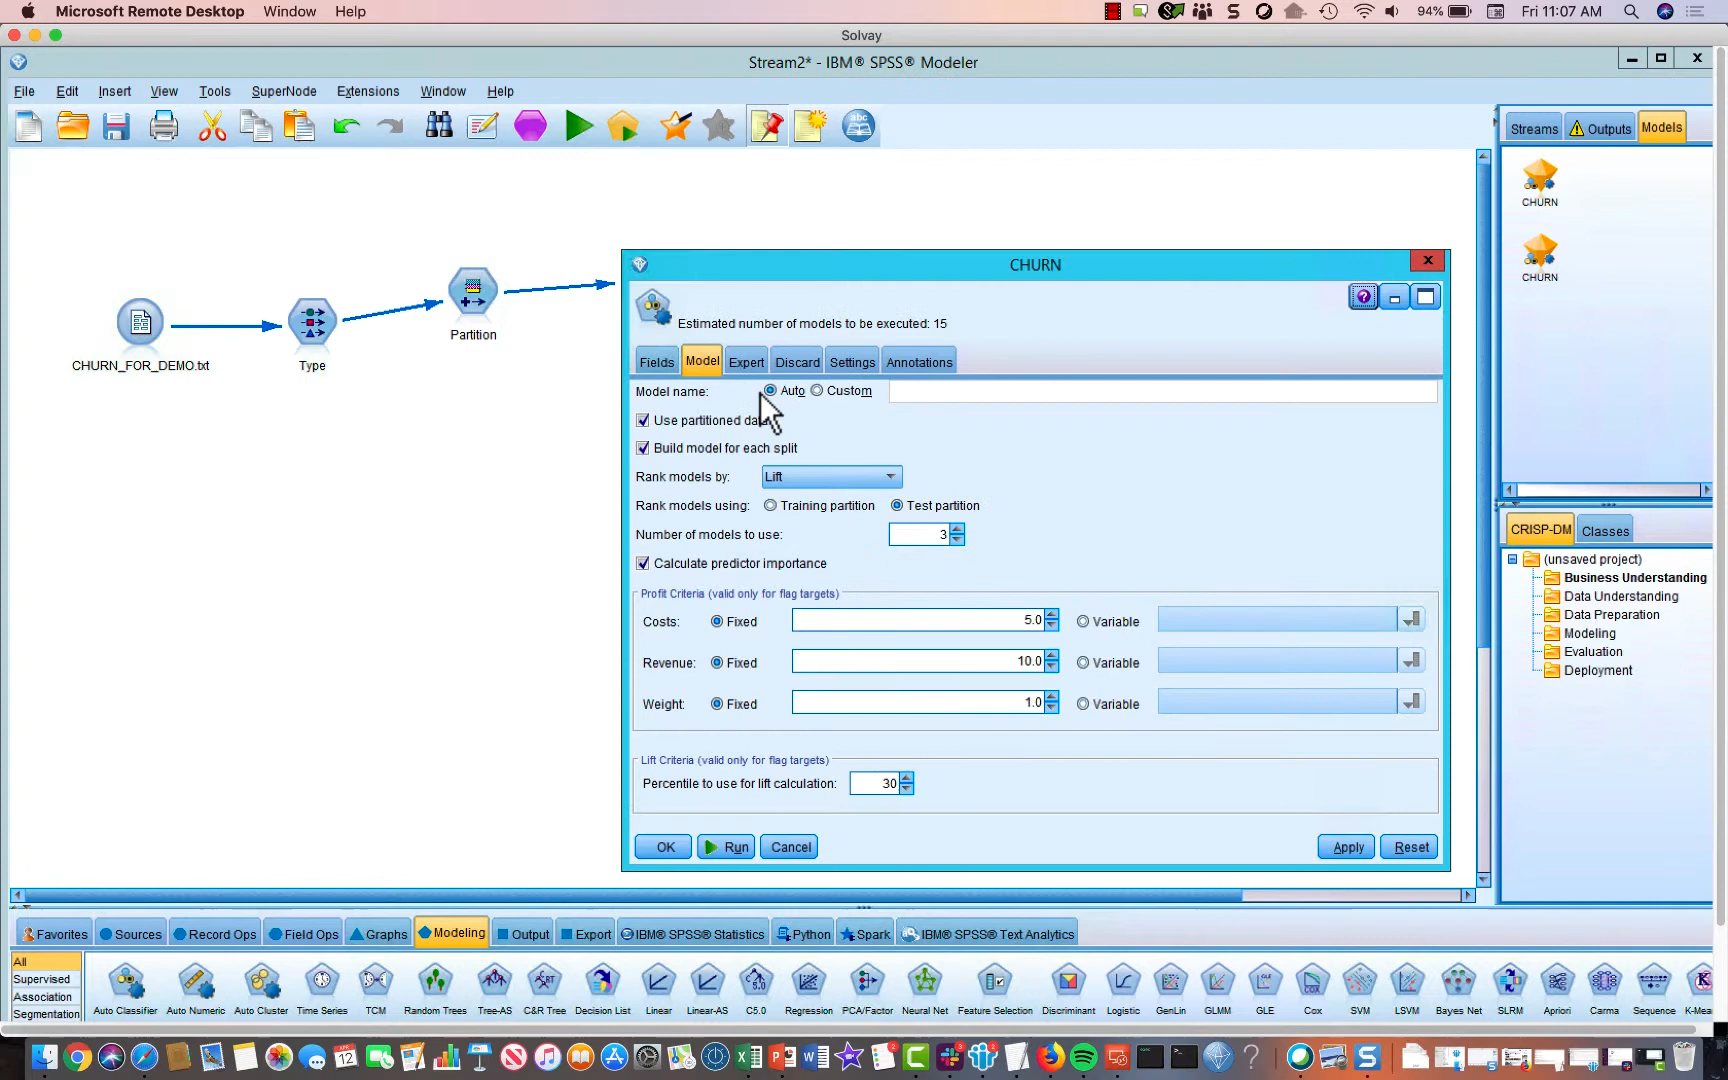 Microsoft Remote Desktop Window Help
94% Fri 11:07 AM
Solvay
Stream2* - IBM® SPSS® Modeler
File Edit Insert View Tools SuperNode Extensions Window Help
abc
Streams Outputs Models
CHURN
CHURN
CHURN_FOR_DEMO.txt
Type
Partition
CHURN
Estimated number of models to be executed: 15
Fields Model Expert Discard Settings Annotations
Model name: Auto Custom
Use partitioned data
Build model for each split
Rank models by: Lift
Rank models using: Training partition Test partition
Number of models to use: 3
Calculate predictor importance
Profit Criteria (valid only for flag targets)
Costs: Fixed 5.0 Variable
Revenue: Fixed 10.0 Variable
Weight: Fixed 1.0 Variable
Lift Criteria (valid only for flag targets)
Percentile to use for lift calculation: 30
OK Run Cancel Apply Reset
CRISP-DM Classes
(unsaved project)
Business Understanding
Data Understanding
Data Preparation
Modeling
Evaluation
Deployment
Favorites Sources Record Ops Field Ops Graphs Modeling Output Export IBM® SPSS® Statistics Python Spark IBM® SPSS® Text Analytics
All
Supervised
Association
Segmentation
Auto Classifier Auto Numeric Auto Cluster Time Series TCM Random Trees Tree-AS C&R Tree Decision List Linear Linear-AS C5.0 Regression PCA/Factor Neural Net Feature Selection Discriminant Logistic GenLin GLMM GLE Cox SVM LSVM Bayes Net SLRM Apriori Carma Sequence K-Mea